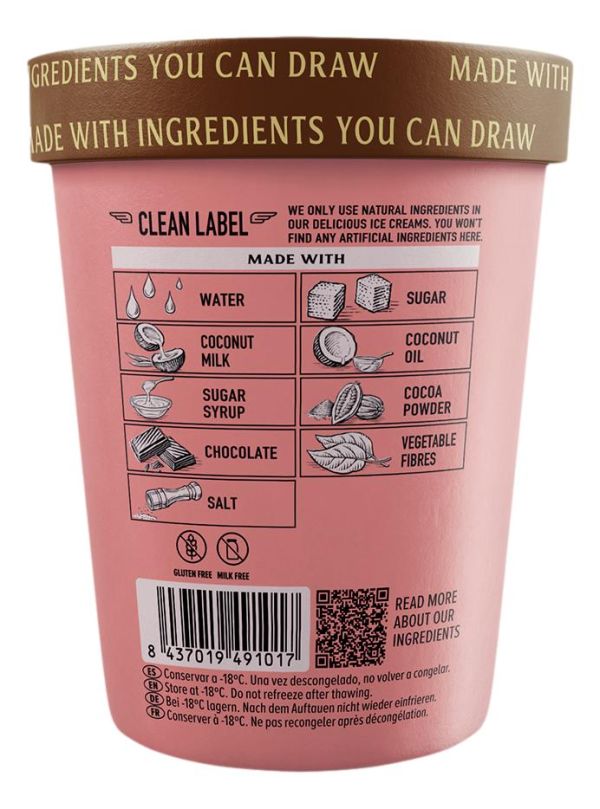 GREDIENTS YOU CAN DRAW MADE WITH
MADE WITH INGREDIENTS YOU CAN DRAW
CLEAN LABEL
WE ONLY USE NATURAL INGREDIENTS IN
OUR DELICIOUS ICE CREAMS. YOU WON'T
FIND ANY ARTIFICIAL INGREDIENTS HERE.
MADE WITH
WATER
SUGAR
COCONUT
MILK
COCONUT
OIL
SUGAR
SYRUP
COCOA
POWDER
CHOCOLATE
VEGETABLE
FIBRES
SALT
GLUTEN FREE MILK FREE
8 437019 491017
READ MORE
ABOUT OUR
INGREDIENTS
ES Conservar a -18ºC. Una vez descongelado, no volver a congelar.
EN Store at -18ºC. Do not refreeze after thawing.
DE Bei -18ºC lagern. Nach dem Auftauen nicht wieder einfrieren.
FR Conserver à -18ºC. Ne pas recongeler après décongélation.